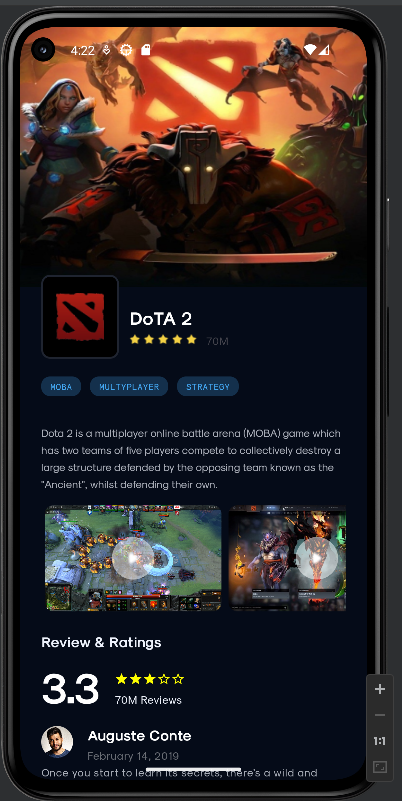 4:22
DoTA 2
70M
MOBA
MULTYPLAYER
STRATEGY
Dota 2 is a multiplayer online battle arena (MOBA) game which
has two teams of five players compete to collectively destroy a
large structure defended by the opposing team known as the
"Ancient", whilst defending their own.
Review & Ratings
3.3
70M Reviews
Auguste Conte
February 14, 2019
Once you start to learn its secrets, there's a wild and
1:1